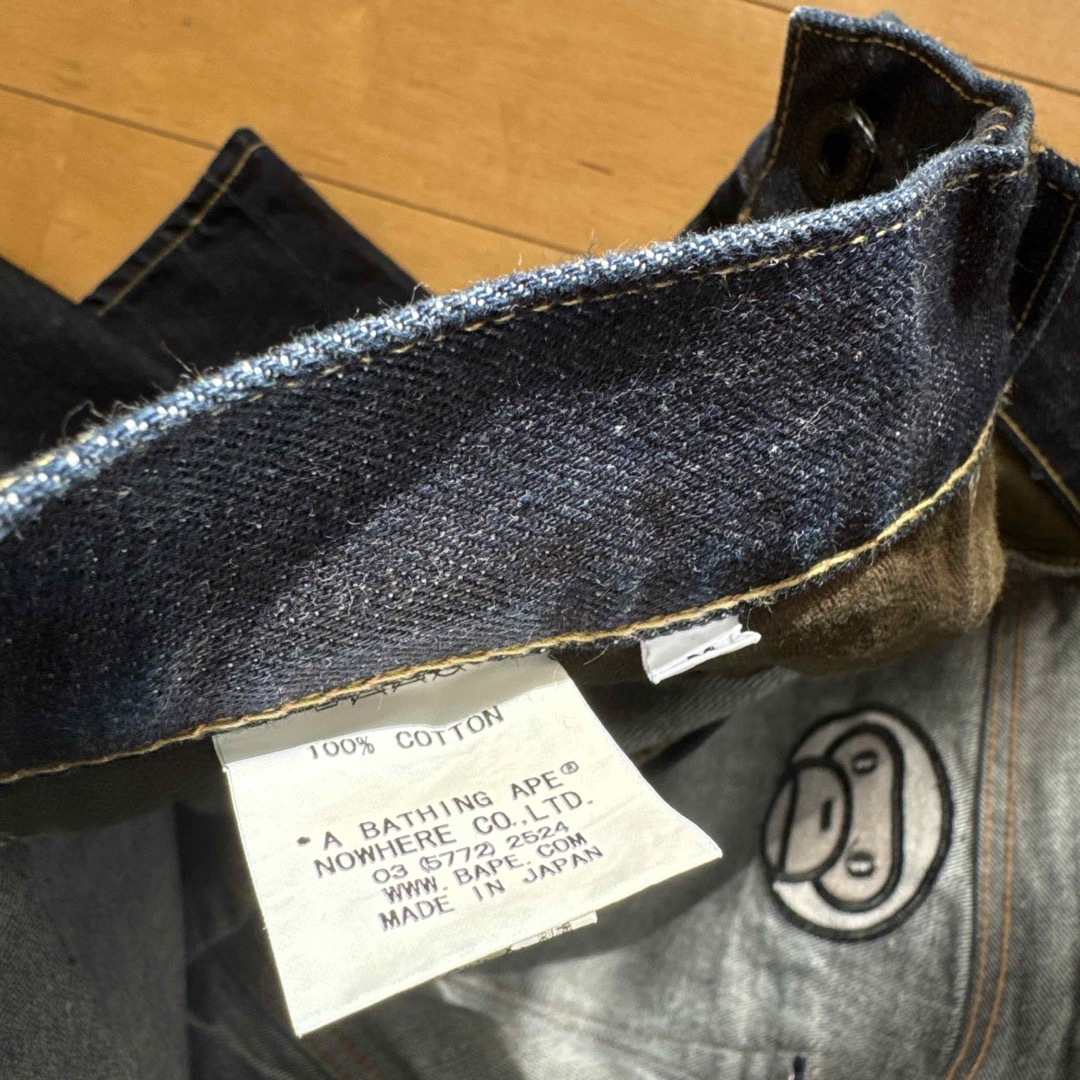 100% COTTON
A BATHING APE®
NOWHERE CO.,LTD.
03 (5772) 2524
WWW.BAPE.COM
MADE IN JAPAN